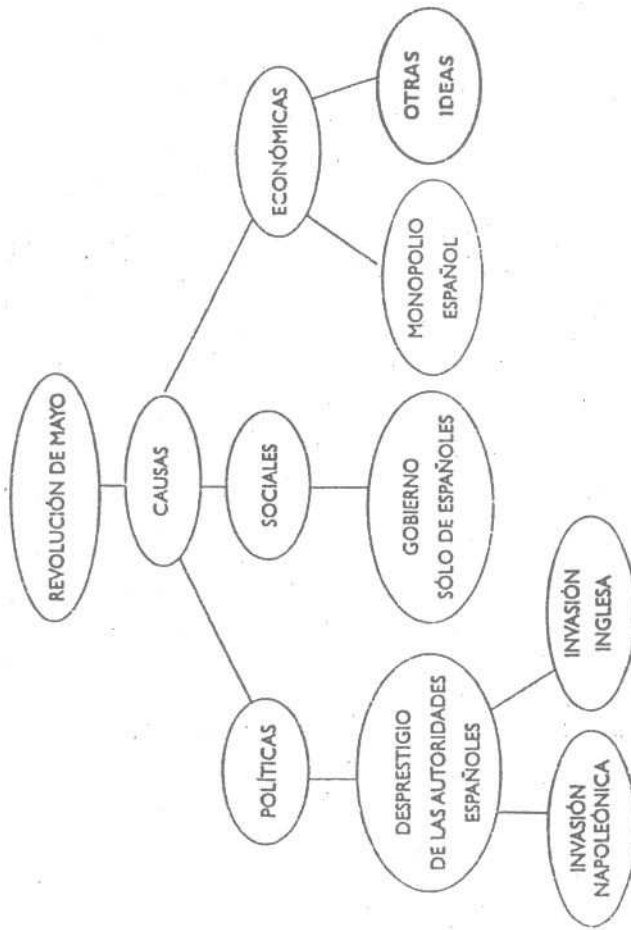 REVOLUCIÓN DE MAYO
CAUSAS
POLÍTICAS
SOCIALES
ECONÓMICAS
DESPRESTIGIO
DE LAS AUTORIDADES
ESPAÑOLES
GOBIERNO
SÓLO DE ESPAÑOLES
MONOPOLIO
ESPAÑOL
OTRAS
IDEAS
INVASIÓN
NAPOLEÓNICA
INVASIÓN
INGLESA